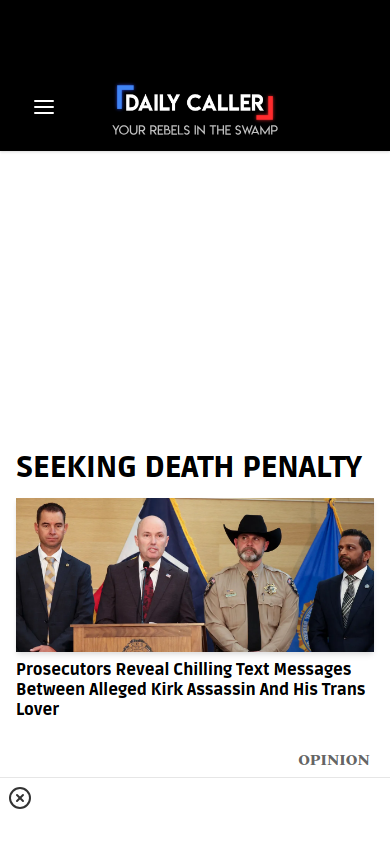 DAILY CALLER
YOUR REBELS IN THE SWAMP
SEEKING DEATH PENALTY
Prosecutors Reveal Chilling Text Messages
Between Alleged Kirk Assassin And His Trans
Lover
OPINION